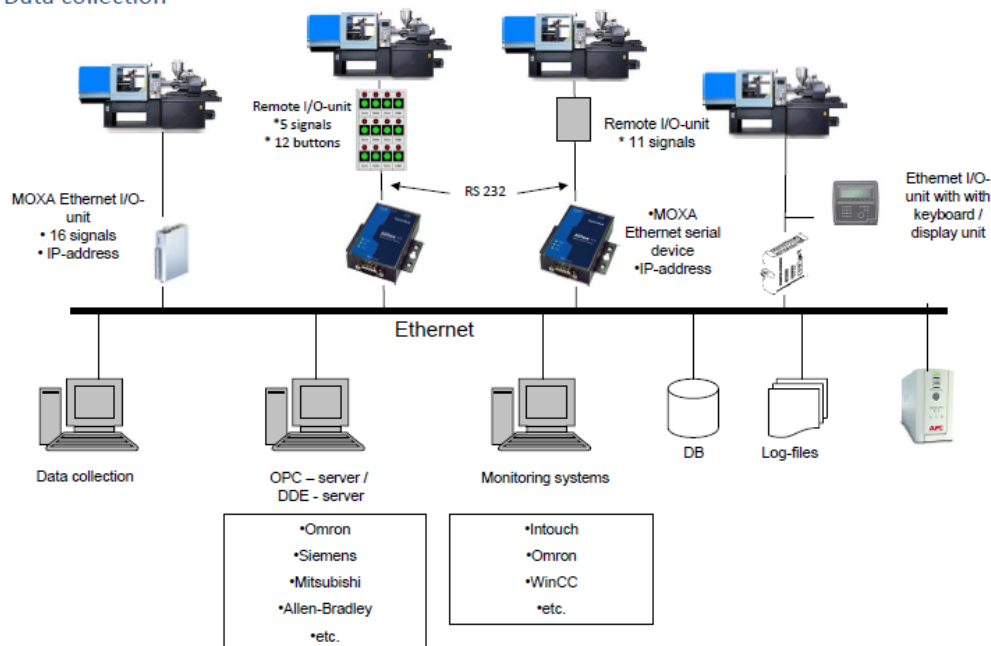 Data collection
Remote I/O-unit
*5 signals
* 12 buttons
Remote I/O-unit
* 11 signals
RS 232
MOXA Ethernet I/O-
unit
• 16 signals
• IP-address
•MOXA
Ethernet serial
device
•IP-address
Ethernet I/O-
unit with with
keyboard /
display unit
Ethernet
Data collection
OPC – server /
DDE - server
Monitoring systems
DB
Log-files
APC
•Omron
•Siemens
•Mitsubishi
•Allen-Bradley
•etc.
•Intouch
•Omron
•WinCC
•etc.